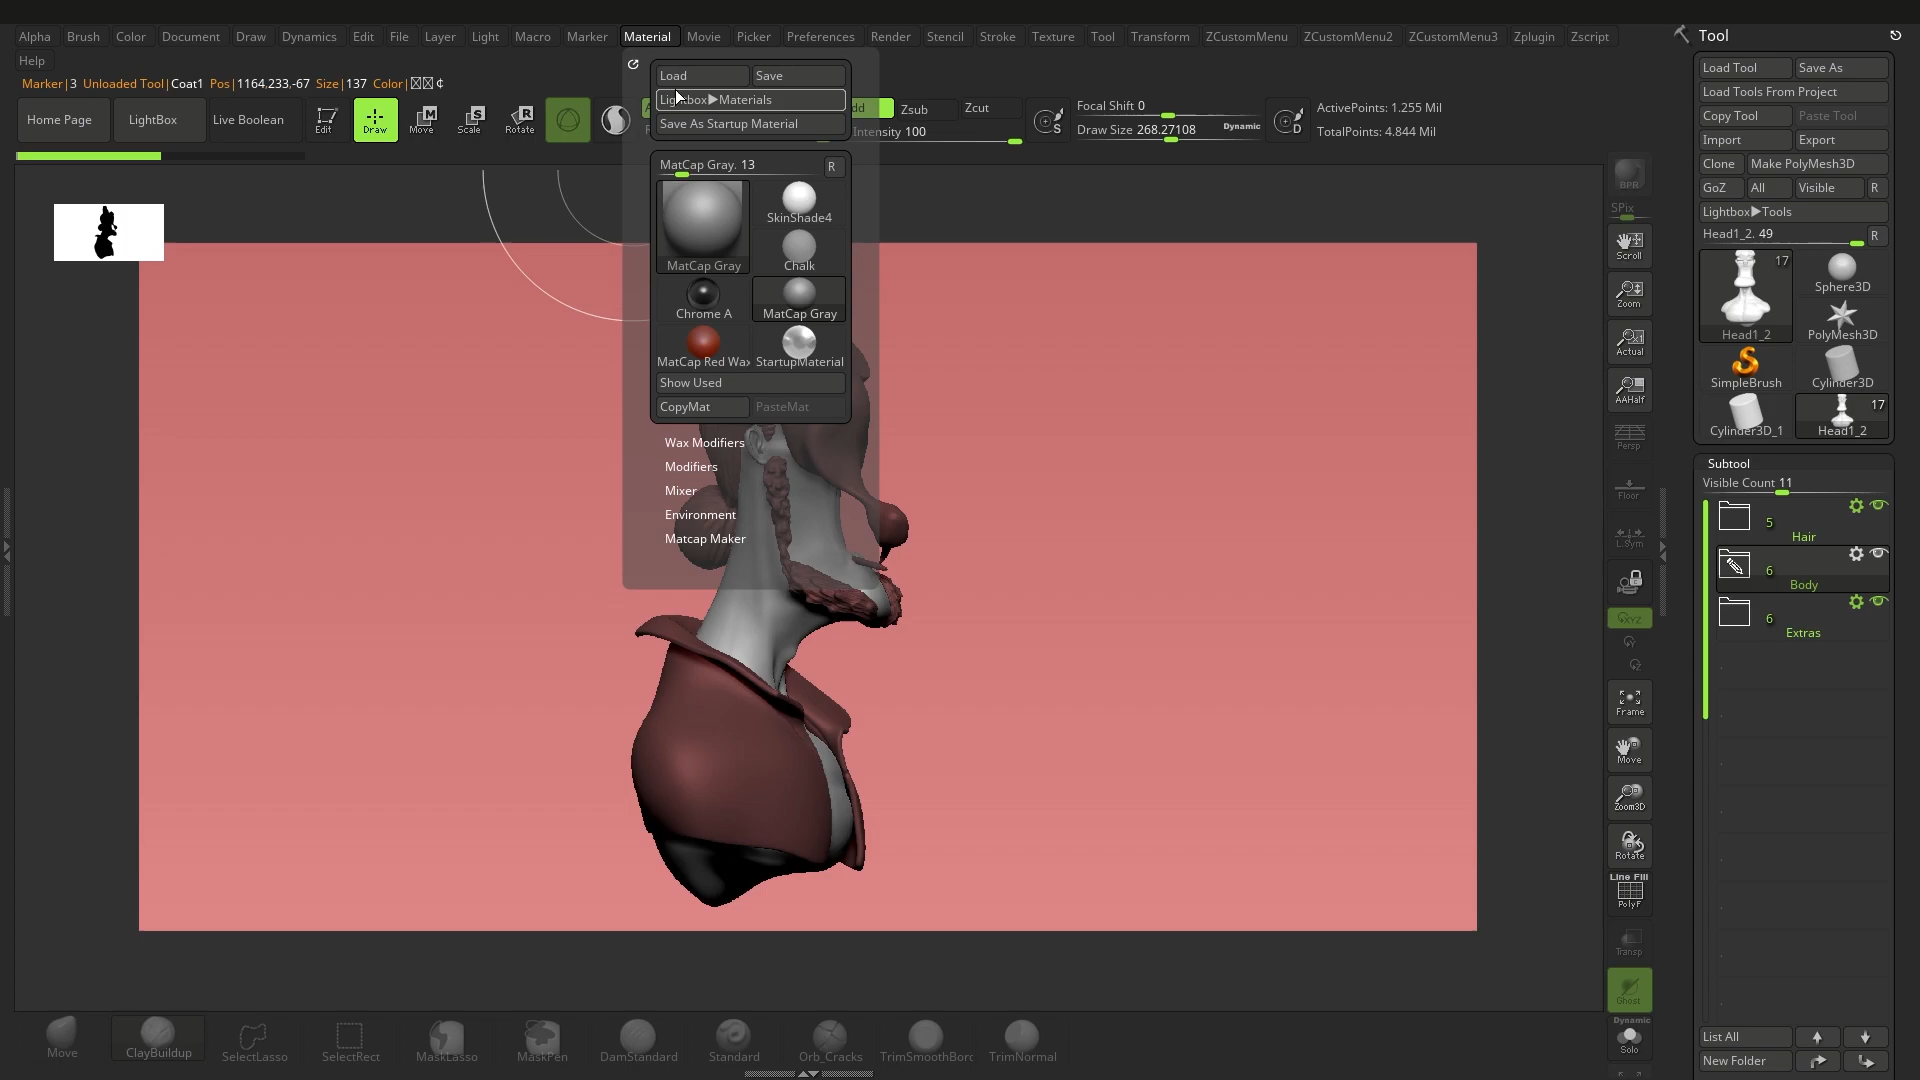 Alpha Brush Color Document Draw Dynamics Edit File Layer Light Macro Marker Material Movie Picker Preferences Render Stencil Stroke Texture Tool Transform ZCustomMenu ZCustomMenu2 ZCustomMenu3 Zplugin Zscript
Help
Marker|3 Unloaded Tool|Coat1 Pos|1164,233,-67 Size|137 Color|
Home Page
LightBox
Live Boolean
Edit
Draw
Move
Scale
Rotate
Load
Save
Materials
Save As Startup Material
MatCap Gray. 13
R
MatCap Gray
SkinShade4
Chalk
Chrome A
MatCap Gray
MatCap Red Wax
StartupMaterial
Show Used
CopyMat
PasteMat
Wax Modifiers
Modifiers
Mixer
Environment
Matcap Maker
Zsub
Zcut
Intensity 100
Focal Shift 0
Draw Size 268.27108
Dynamic
S
D
ActivePoints: 1.255 Mil
TotalPoints: 4.844 Mil
BPR
SPix
Scroll
Zoom
Actual
AAHalf
Persp
Floor
L.Sym
XYZ
Frame
Move
Zoom3D
Rotate
Line Fill
PolyF
Transp
Ghost
Dynamic
Solo
Tool
Load Tool
Save As
Load Tools From Project
Copy Tool
Paste Tool
Import
Export
Clone
Make PolyMesh3D
GoZ
All
Visible
R
Lightbox▶Tools
Head1_2. 49
R
17
Head1_2
Sphere3D
PolyMesh3D
SimpleBrush
Cylinder3D
Cylinder3D_1
17
Head1_2
Subtool
Visible Count 11
5
Hair
6
Body
6
Extras
List All
New Folder
Move
ClayBuildup
SelectLasso
SelectRect
MaskLasso
MaskPen
DamStandard
Standard
Orb_Cracks
TrimSmoothBorc
TrimNormal